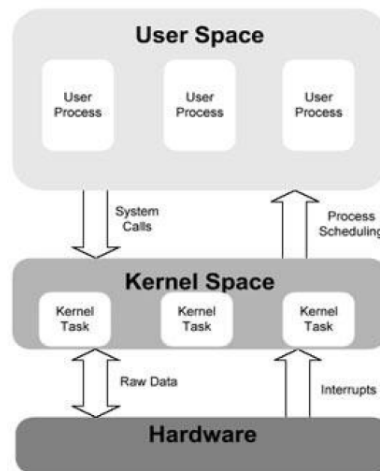 User Space
User
Process
User
Process
User
Process
System
Calls
Process
Scheduling
Kernel Space
Kernel
Task
Kernel
Task
Kernel
Task
Raw Data
Interrupts
Hardware